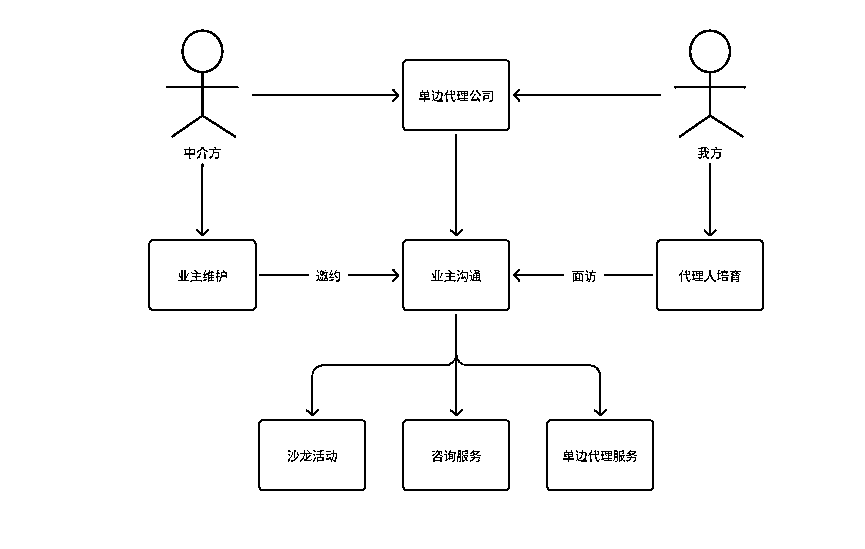 单边代理公司
中介方
我方
业主维护
邀约
业主沟通
面访
代理人培育
沙龙活动
咨询服务
单边代理服务